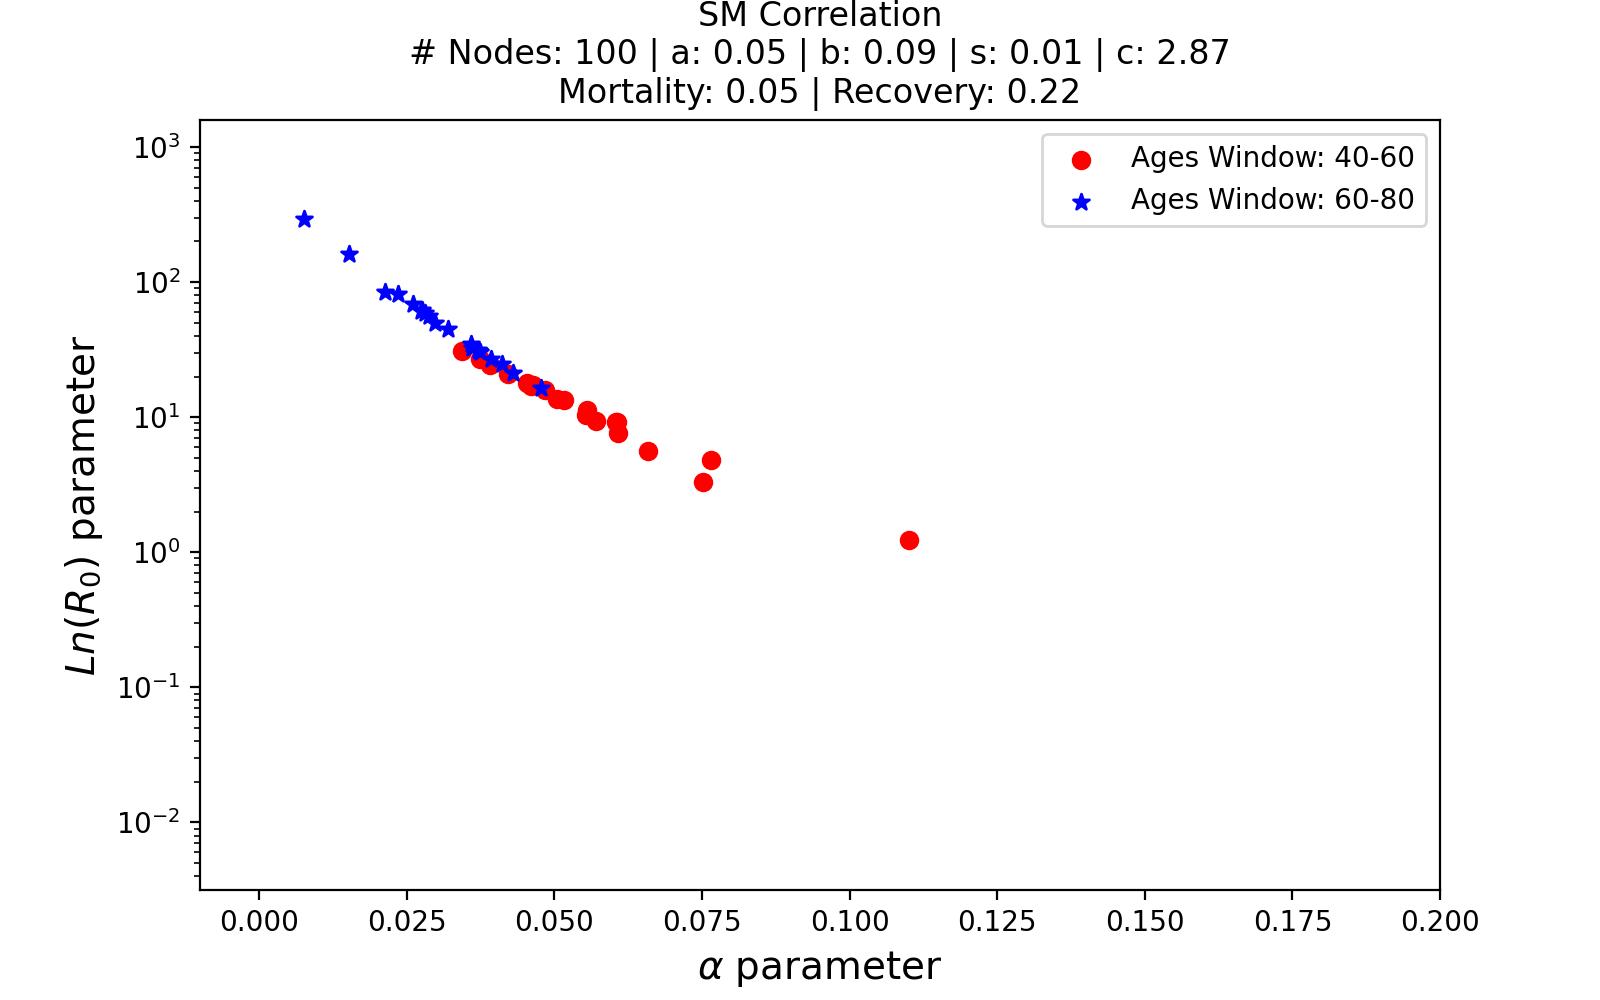 SM Correlation
# Nodes: 100 | a: 0.05 | b: 0.09 | s: 0.01 | c: 2.87
Mortality: 0.05 | Recovery: 0.22
Ages Window: 40-60
Ages Window: 60-80
10³
10²
10¹
10⁰
10⁻¹
10⁻²
Ln(R₀) parameter
0.000 0.025 0.050 0.075 0.100 0.125 0.150 0.175 0.200
α parameter